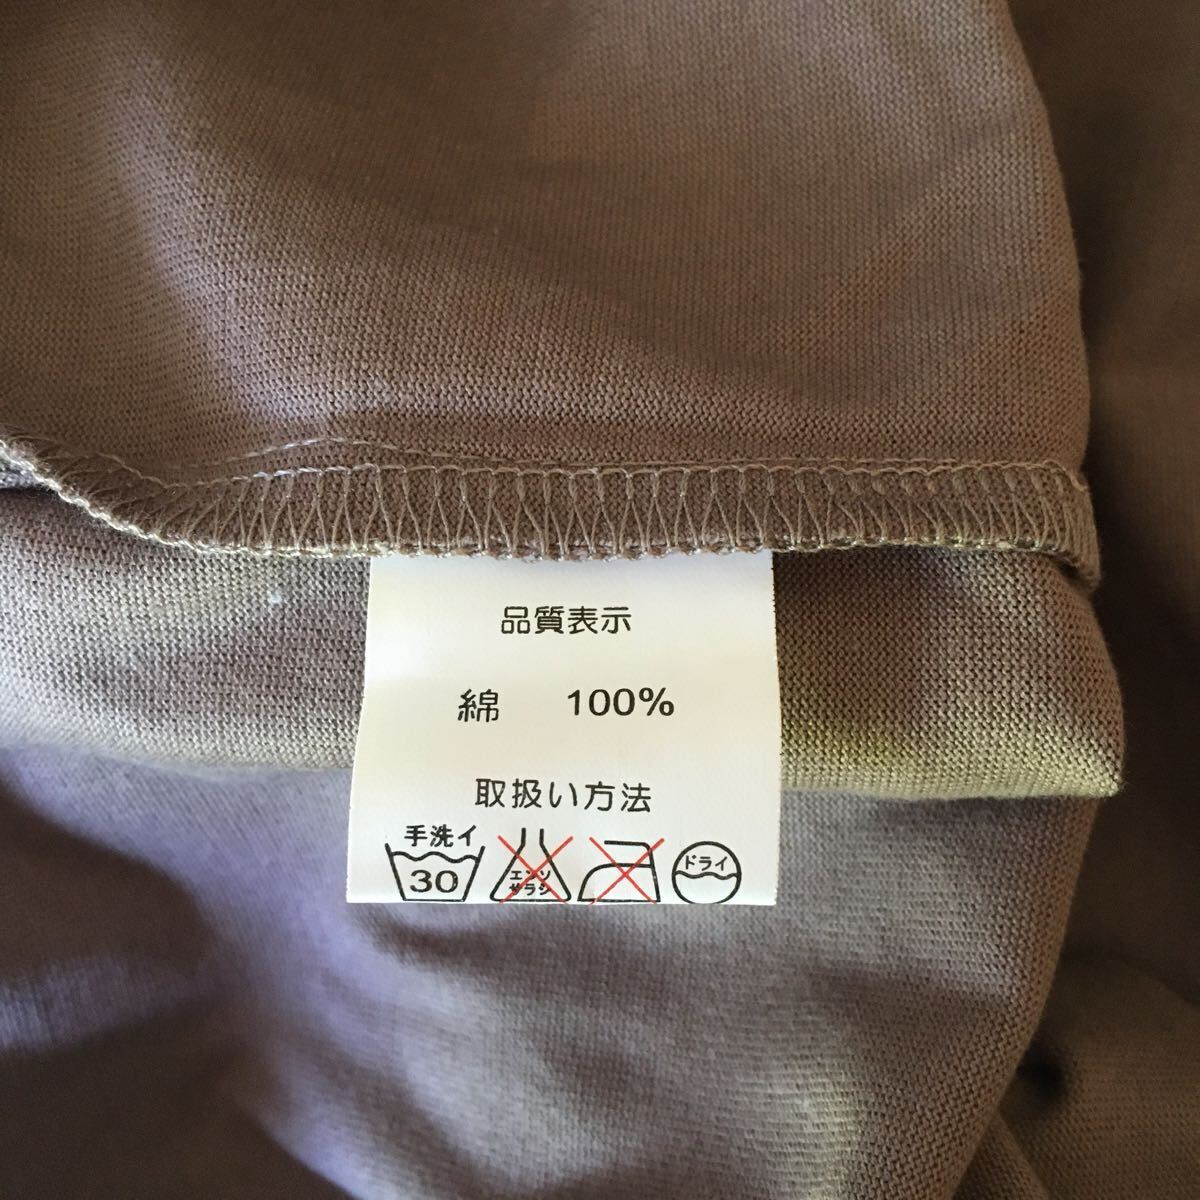 品質表示
綿 100%
取扱い方法
手洗イ
30
エンソ
サラシ
ドライ